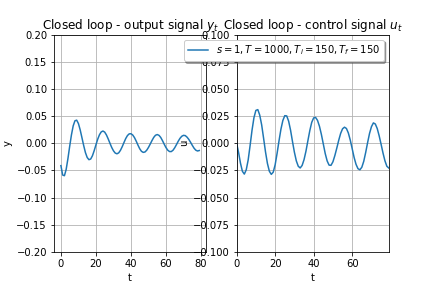 Closed loop - output signal y_t Closed loop - control signal u_t
s = 1, T = 1000, T_i = 150, T_r = 150
0.20
0.15
0.10
0.05
0.00
−0.05
−0.10
−0.15
−0.20
y
0 20 40 60 80
t
0.100
0.075
0.050
0.025
0.000
−0.025
−0.050
−0.075
−0.100
u
0 20 40 60
t